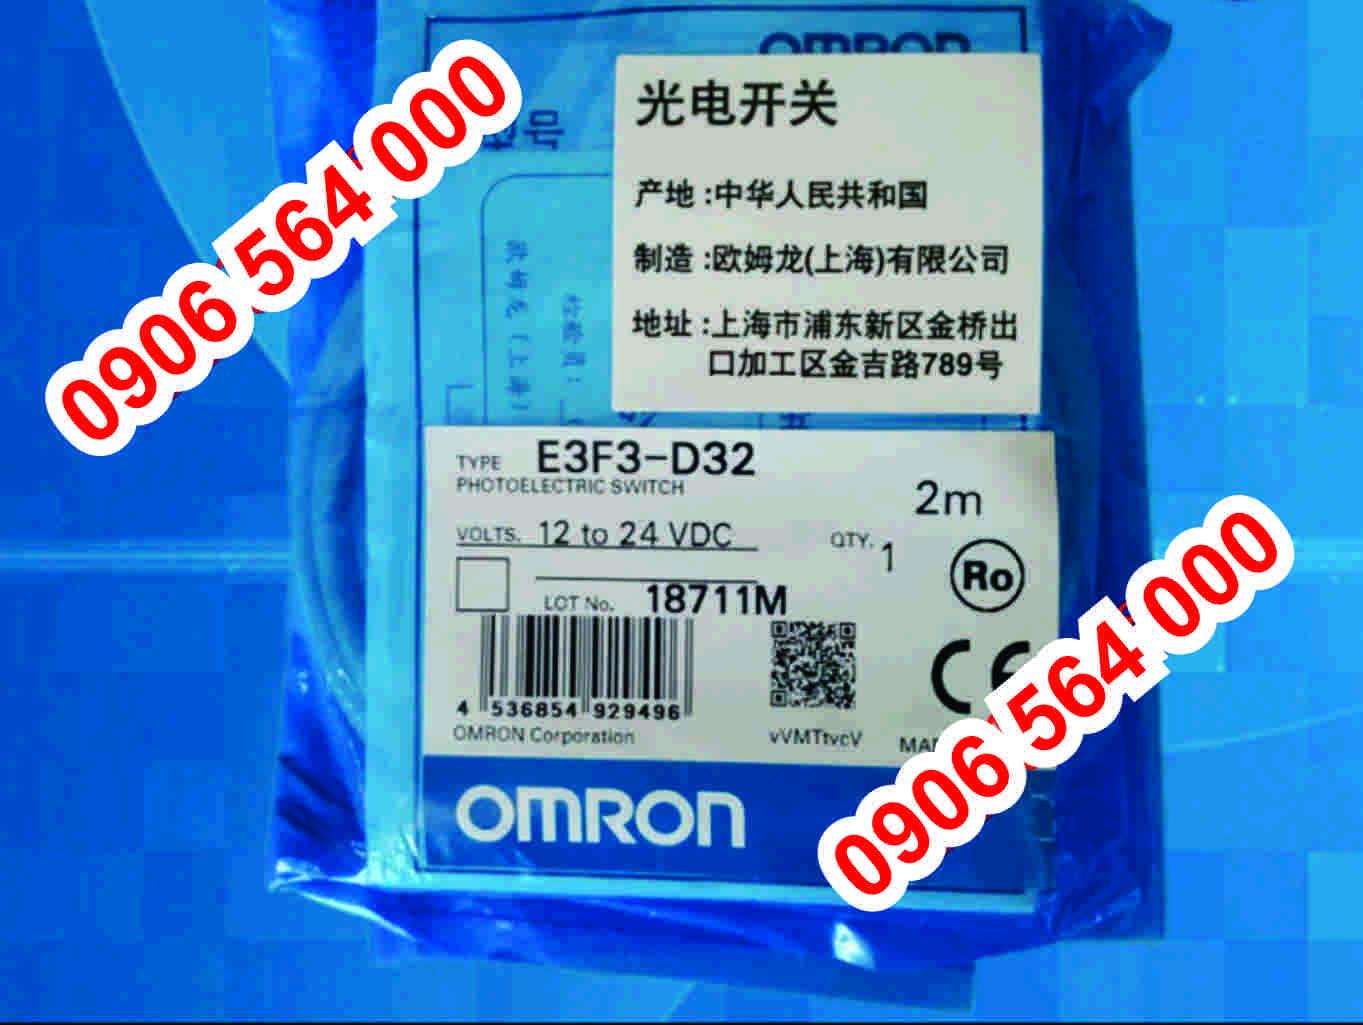 OMRON
0906 564 000
光电开关
产地:中华人民共和国
制造:欧姆龙(上海)有限公司
地址:上海市浦东新区金桥出
口加工区金吉路789号
TYPE E3F3-D32
PHOTOELECTRIC SWITCH
2m
VOLTS. 12 to 24 VDC
QTY. 1
Ro
LOT No. 18711M
CE
4 536854 929496
OMRON Corporation
vVMTtvcV
OMRON
0906 564 000